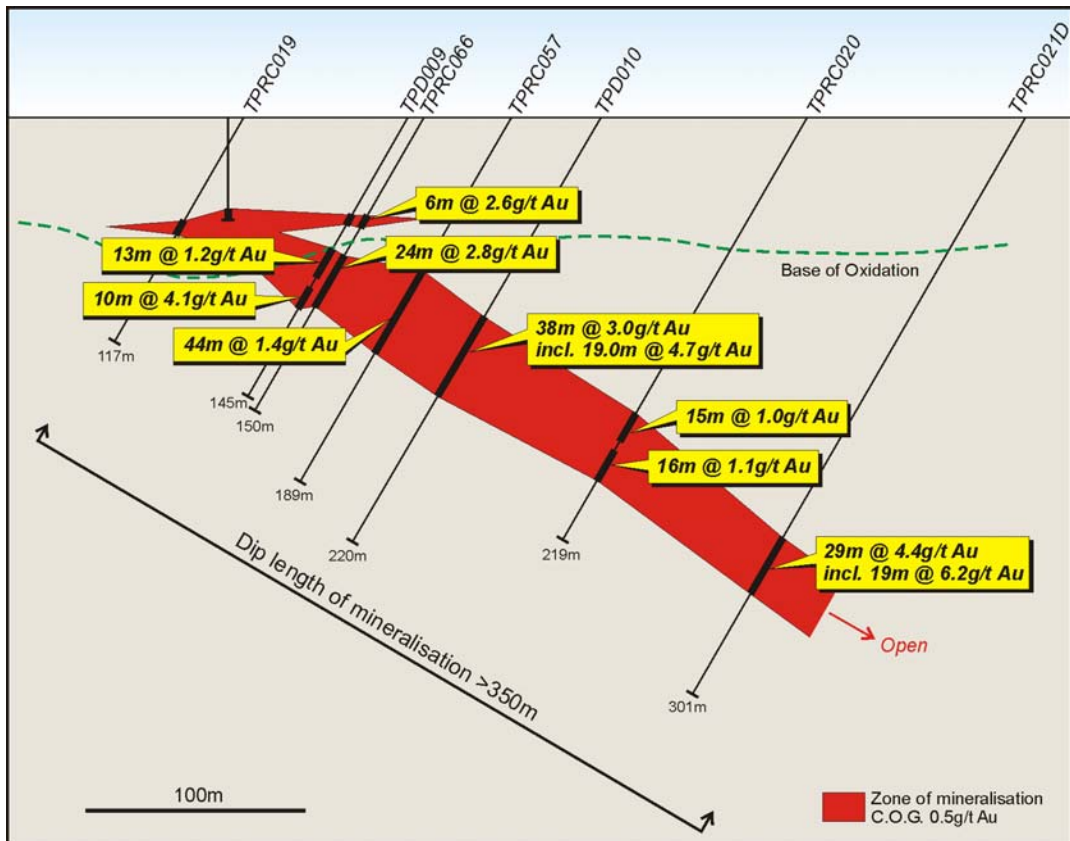 TPRC019
TPD009
TPRC066
TPRC057
TPD010
TPRC020
TPRC021D
6m @ 2.6g/t Au
13m @ 1.2g/t Au
24m @ 2.8g/t Au
Base of Oxidation
10m @ 4.1g/t Au
44m @ 1.4g/t Au
38m @ 3.0g/t Au
incl. 19.0m @ 4.7g/t Au
117m
145m
150m
15m @ 1.0g/t Au
16m @ 1.1g/t Au
189m
220m
219m
29m @ 4.4g/t Au
incl. 19m @ 6.2g/t Au
Open
301m
Dip length of mineralisation >350m
100m
Zone of mineralisation
C.O.G. 0.5g/t Au